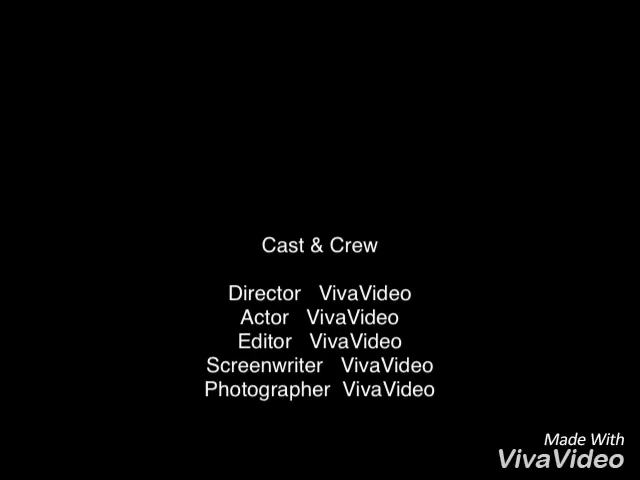 Cast & Crew
Director VivaVideo
Actor VivaVideo
Editor VivaVideo
Screenwriter VivaVideo
Photographer VivaVideo
Made With
VivaVideo